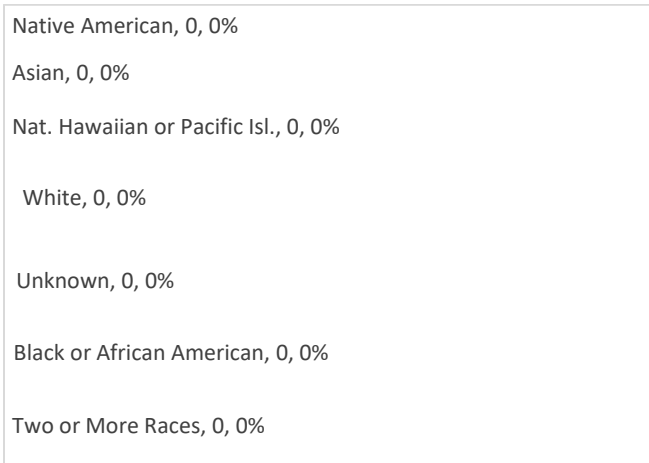 Native American, 0, 0%
Asian, 0, 0%
Nat. Hawaiian or Pacific Isl., 0, 0%
White, 0, 0%
Unknown, 0, 0%
Black or African American, 0, 0%
Two or More Races, 0, 0%